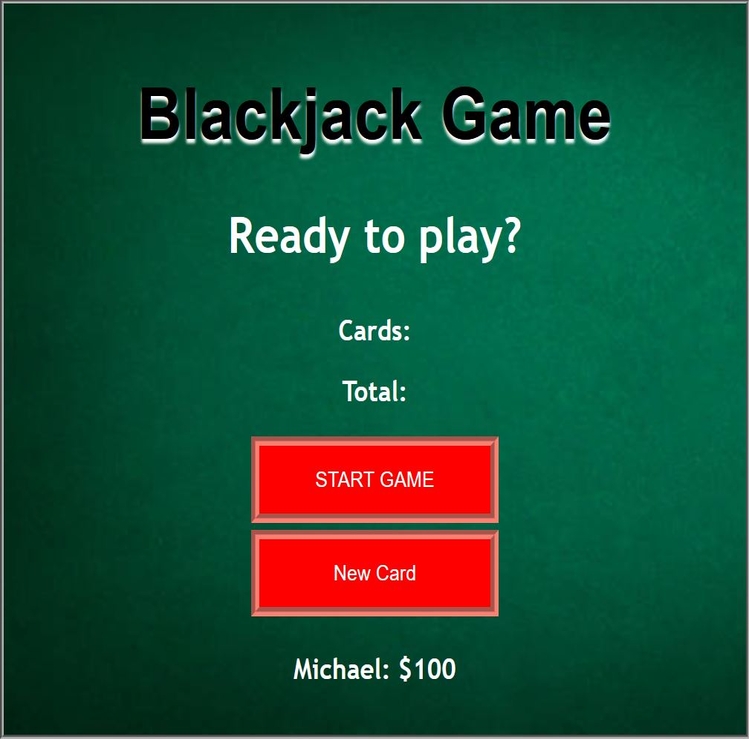 Blackjack Game
Ready to play?
Cards:
Total:
START GAME
New Card
Michael: $100